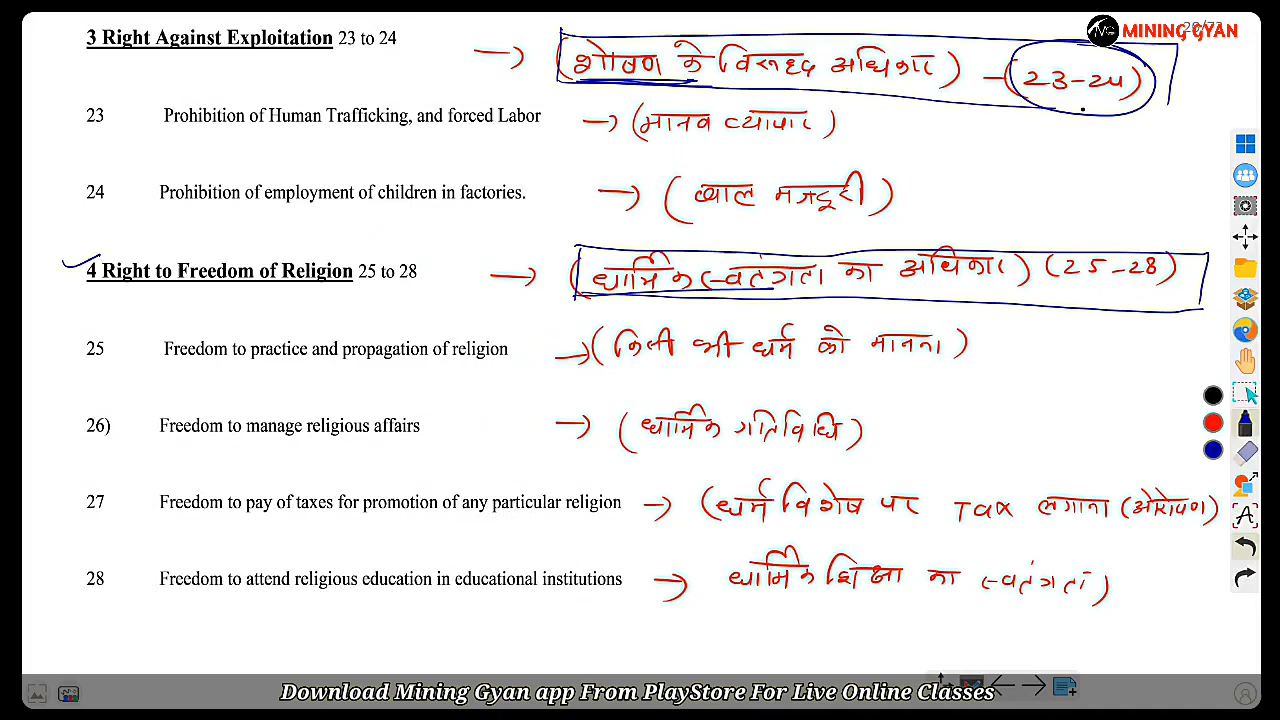 20/77
MINING GYAN
3 Right Against Exploitation 23 to 24 → (शोषण के विरूद्द अधिकार) - (23-24)
23 Prohibition of Human Trafficking, and forced Labor → (मानव व्यापार)
24 Prohibition of employment of children in factories. → (बाल मजदूरी)
4 Right to Freedom of Religion 25 to 28 → (धार्मिक स्वतंत्रता का अधिकार) (25-28)
25 Freedom to practice and propagation of religion → (किसी भी धर्म को मानना)
26) Freedom to manage religious affairs → (धार्मिक गतिविधि)
27 Freedom to pay of taxes for promotion of any particular religion → (धर्म विशेष पर Tax लगाना (आरोपण)
28 Freedom to attend religious education in educational institutions → धार्मिक शिक्षा का स्वतंत्रता)
Download Mining Gyan app From PlayStore For Live Online Classes